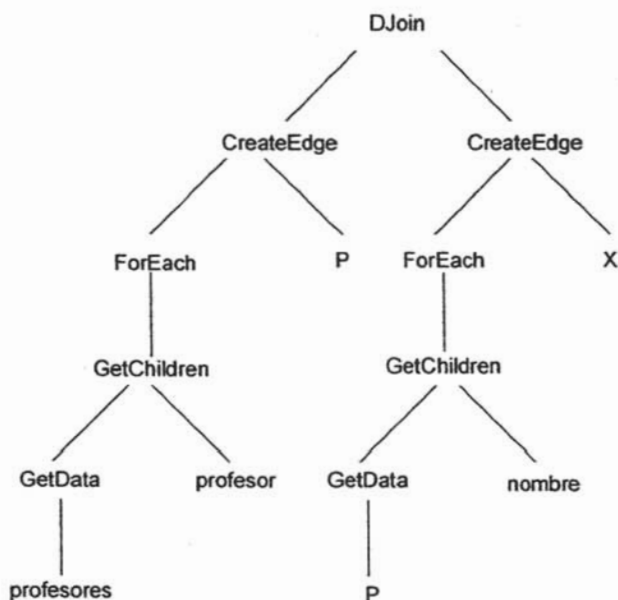 DJoin
CreateEdge CreateEdge
ForEach P ForEach X
GetChildren GetChildren
GetData profesor GetData nombre
profesores P